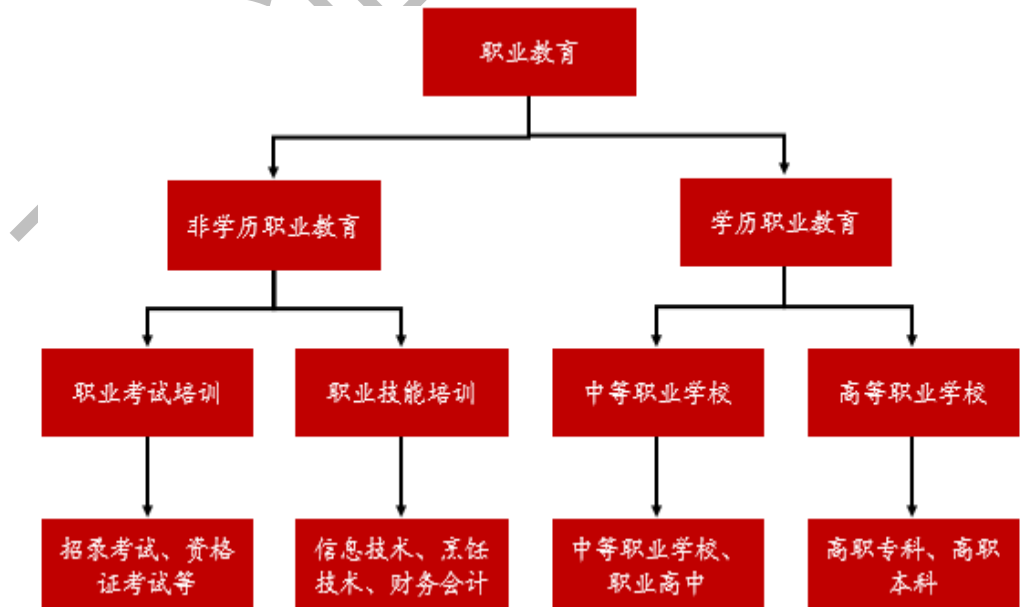 职业教育
非学历职业教育
学历职业教育
职业考试培训
职业技能培训
中等职业学校
高等职业学校
招录考试、资格
证考试等
信息技术、烹饪
技术、财务会计
中等职业学校、
职业高中
高职专科、高职
本科